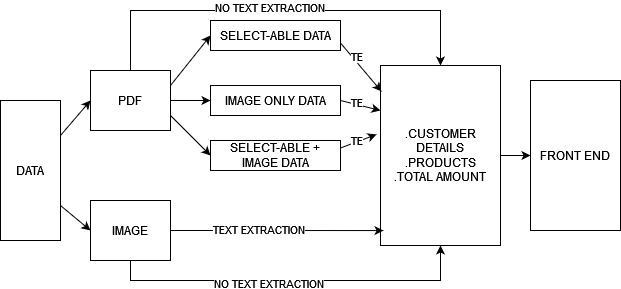 NO TEXT EXTRACTION
SELECT-ABLE DATA
TE
PDF
IMAGE ONLY DATA
TE
SELECT-ABLE +
IMAGE DATA
TE
DATA
.CUSTOMER
DETAILS
.PRODUCTS
.TOTAL AMOUNT
FRONT END
IMAGE
TEXT EXTRACTION
NO TEXT EXTRACTION